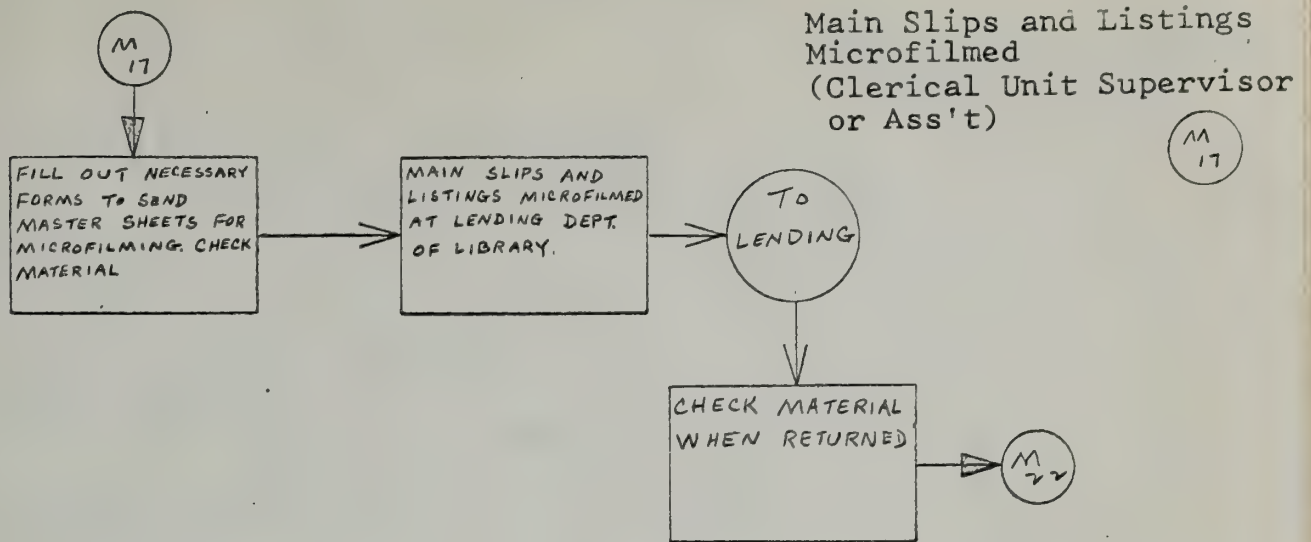 Main Slips and Listings
Microfilmed
(Clerical Unit Supervisor
or Ass't)
M
17
M
17
FILL OUT NECESSARY
FORMS TO SEND
MASTER SHEETS FOR
MICROFILMING. CHECK
MATERIAL
MAIN SLIPS AND
LISTINGS MICROFILMED
AT LENDING DEPT.
OF LIBRARY.
TO
LENDING
CHECK MATERIAL
WHEN RETURNED
M
22